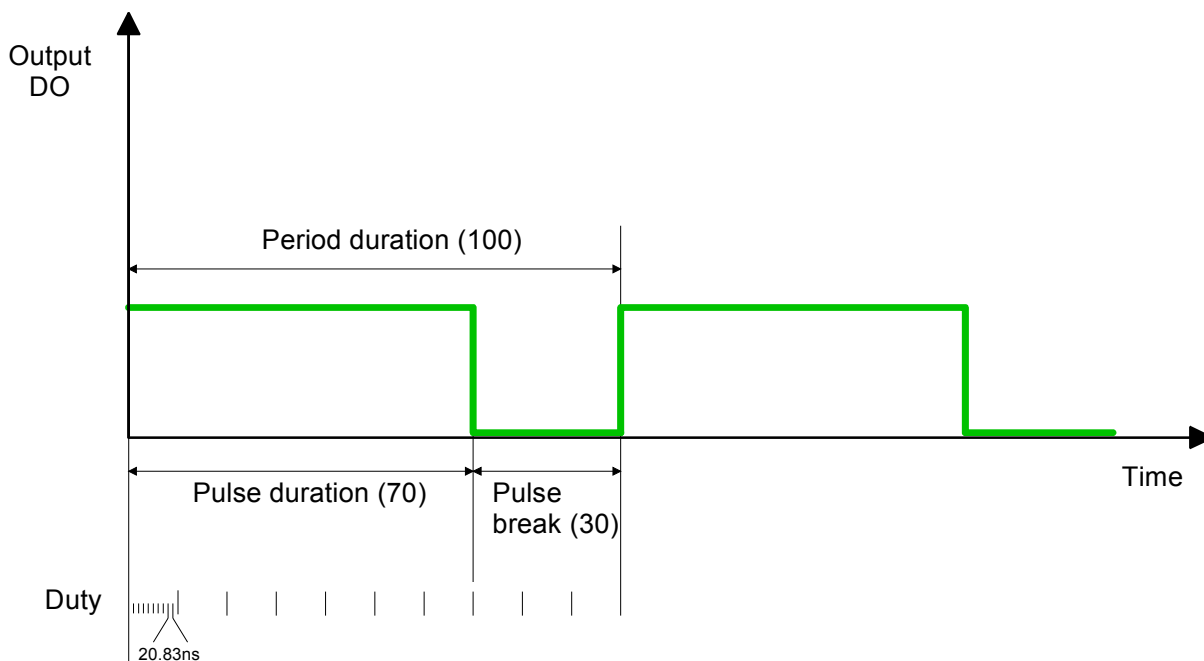 Output
DO
Period duration (100)
Time
Pulse duration (70)
Pulse
break (30)
Duty
20.83ns